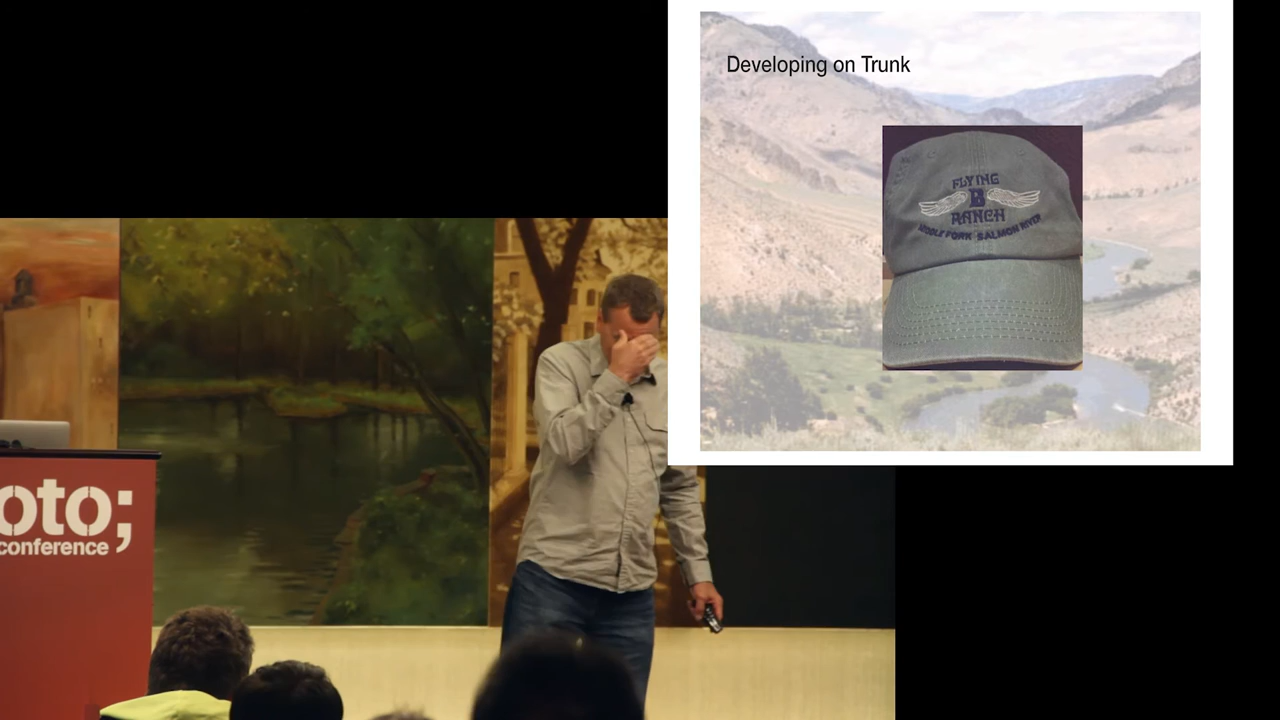 Developing on Trunk
FLYING
B
RANCH
MIDDLE FORK SALMON RIVER
oto;
conference